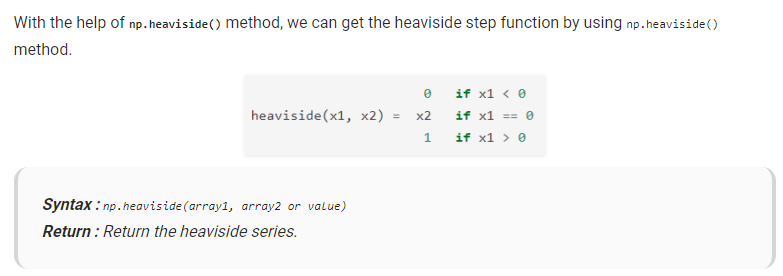 With the help of np.heaviside() method, we can get the heaviside step function by using np.heaviside()
method.
0 if x1 < 0
heaviside(x1, x2) = x2 if x1 == 0
1 if x1 > 0
Syntax : np.heaviside(array1, array2 or value)
Return : Return the heaviside series.